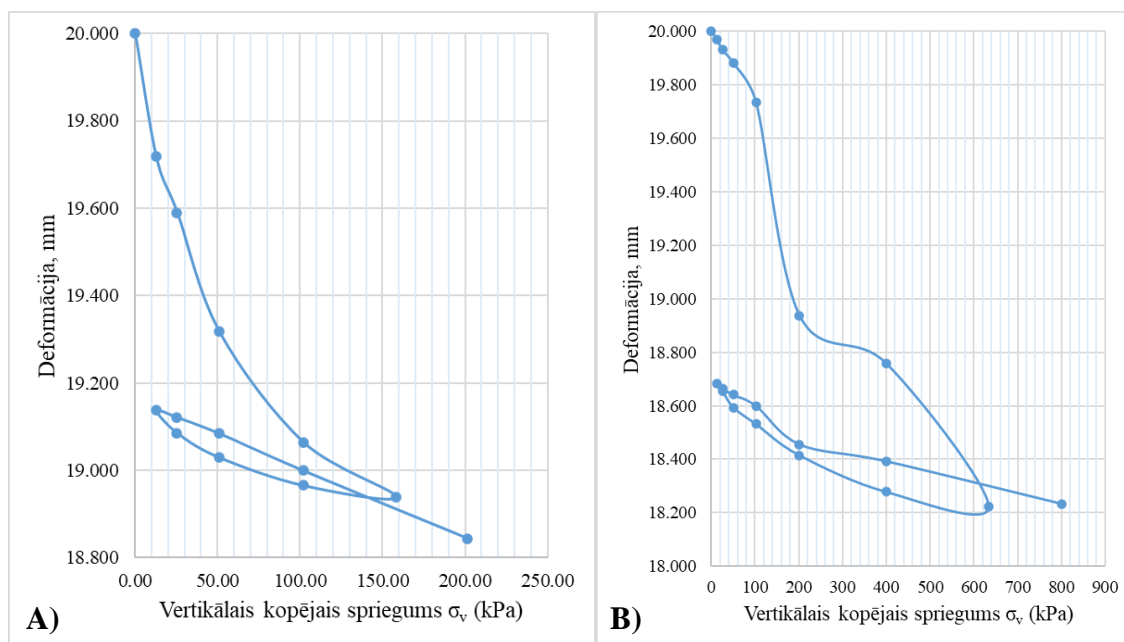 20.000
19.800
19.600
19.400
19.200
19.000
18.800
Deformācija, mm
0.00 50.00 100.00 150.00 200.00 250.00
Vertikālais kopējais spriegums σv (kPa)
A)
20.000
19.800
19.600
19.400
19.200
19.000
18.800
18.600
18.400
18.200
18.000
Deformācija, mm
0 100 200 300 400 500 600 700 800 900
Vertikālais kopējais spriegums σv (kPa)
B)